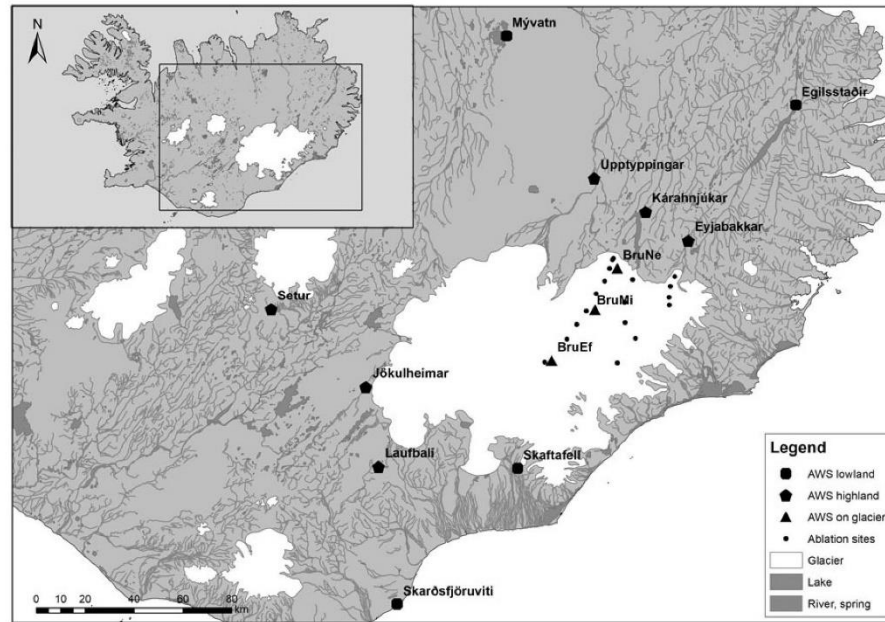 N
Mývatn
Egilsstaðir
Upptyppingar
Kárahnjúkar
Eyjabakkar
BruNe
BruMi
Setur
BruEf
Jökulheimar
Laufbali
Skaftafell
Skarðsfjöruviti
0 10 20 40 60 80
km
Legend
AWS lowland
AWS highland
AWS on glacier
Ablation sites
Glacier
Lake
River, spring